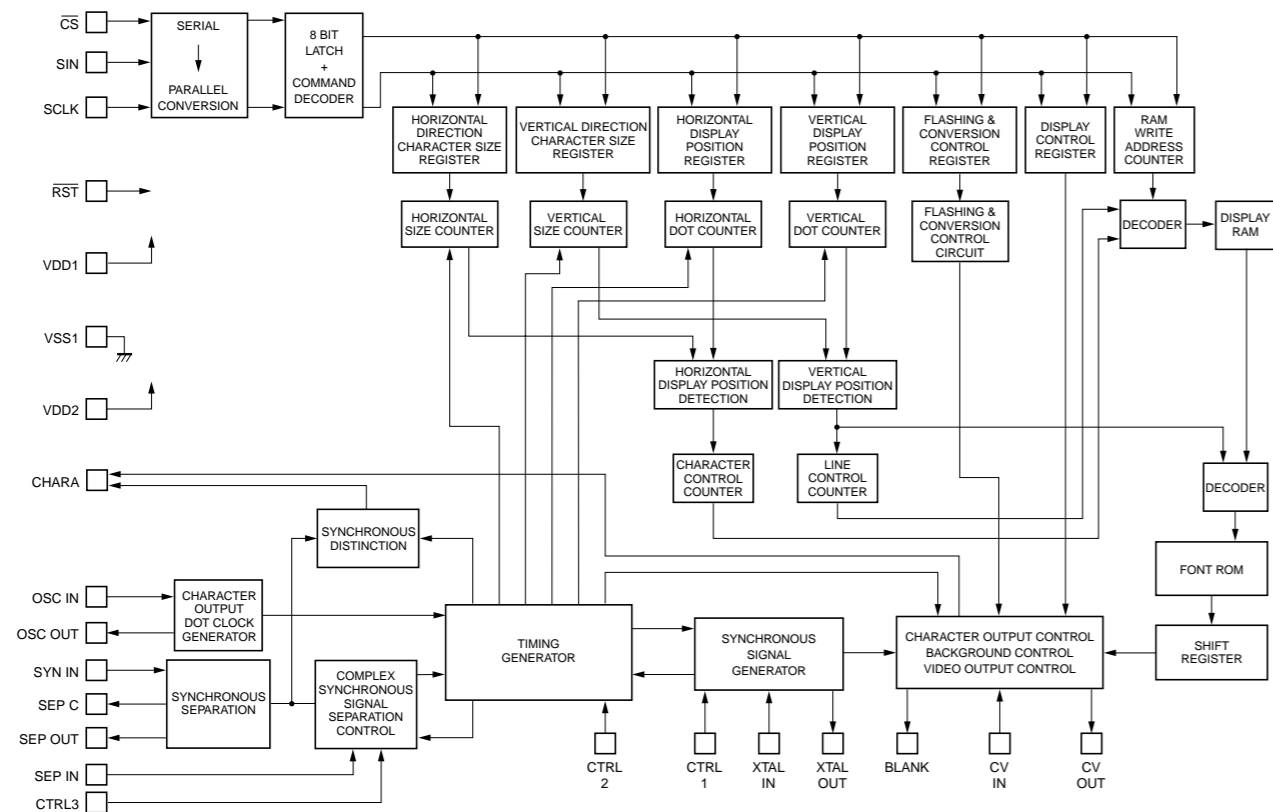 CS
SIN
SCLK
RST
VDD1
VSS1
VDD2
CHARA
OSC IN
OSC OUT
SYN IN
SEP C
SEP OUT
SEP IN
CTRL3
SERIAL
PARALLEL
CONVERSION
8 BIT
LATCH
+
COMMAND
DECODER
HORIZONTAL
DIRECTION
CHARACTER SIZE
REGISTER
VERTICAL DIRECTION
CHARACTER SIZE
REGISTER
HORIZONTAL
DISPLAY
POSITION
REGISTER
VERTICAL
DISPLAY
POSITION
REGISTER
FLASHING &
CONVERSION
CONTROL
REGISTER
DISPLAY
CONTROL
REGISTER
RAM
WRITE
ADDRESS
COUNTER
HORIZONTAL
SIZE COUNTER
VERTICAL
SIZE COUNTER
HORIZONTAL
DOT COUNTER
VERTICAL
DOT COUNTER
FLASHING &
CONVERSION
CONTROL
CIRCUIT
DECODER
DISPLAY
RAM
HORIZONTAL
DISPLAY POSITION
DETECTION
VERTICAL
DISPLAY POSITION
DETECTION
CHARACTER
CONTROL
COUNTER
LINE
CONTROL
COUNTER
DECODER
FONT ROM
SHIFT
REGISTER
SYNCHRONOUS
DISTINCTION
CHARACTER
OUTPUT
DOT CLOCK
GENERATOR
SYNCHRONOUS
SEPARATION
COMPLEX
SYNCHRONOUS
SIGNAL
SEPARATION
CONTROL
TIMING
GENERATOR
SYNCHRONOUS
SIGNAL
GENERATOR
CHARACTER OUTPUT CONTROL
BACKGROUND CONTROL
VIDEO OUTPUT CONTROL
CTRL
2
CTRL
1
XTAL
IN
XTAL
OUT
BLANK
CV
IN
CV
OUT